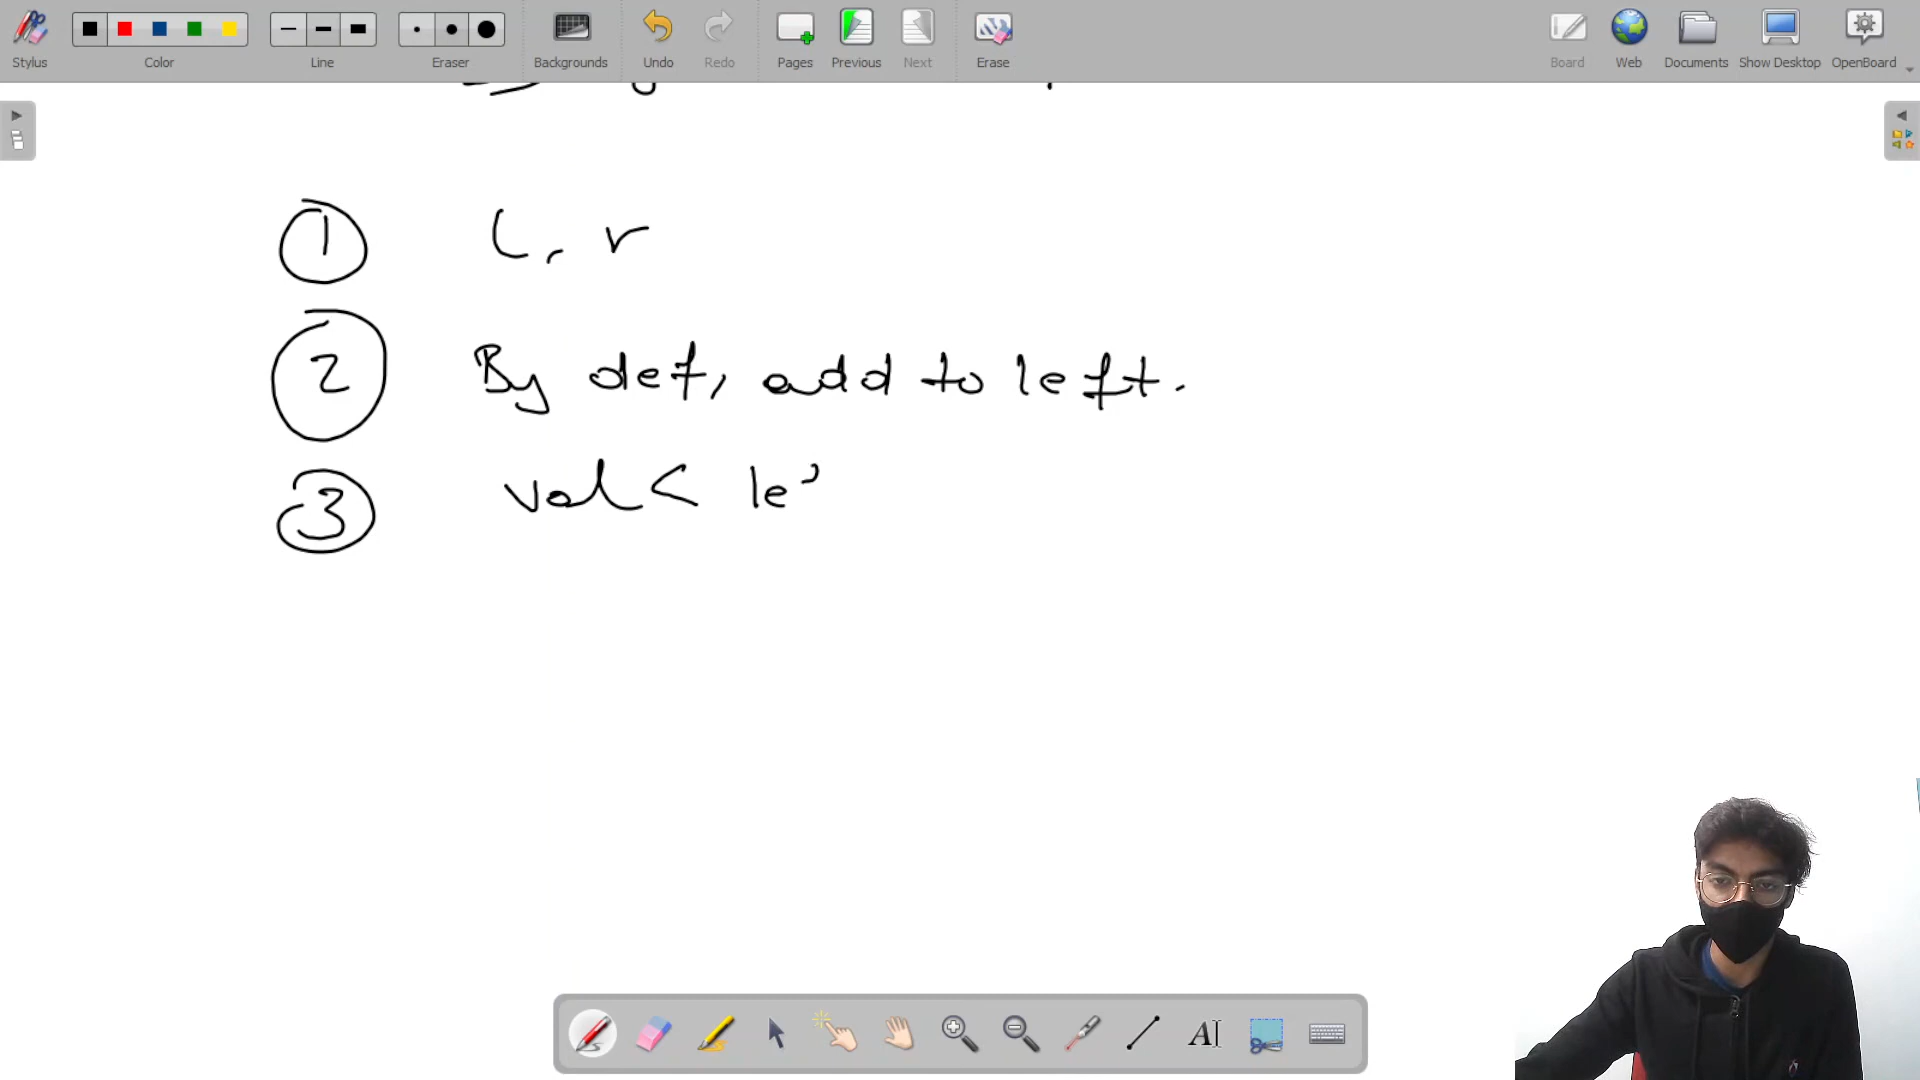 Stylus
Color
Line
Eraser
Backgrounds
Undo
Redo
Pages
Previous
Next
Erase
Board
Web
Documents
Show Desktop
OpenBoard
1 l, r
2 By def, add to left.
3 val < le
A